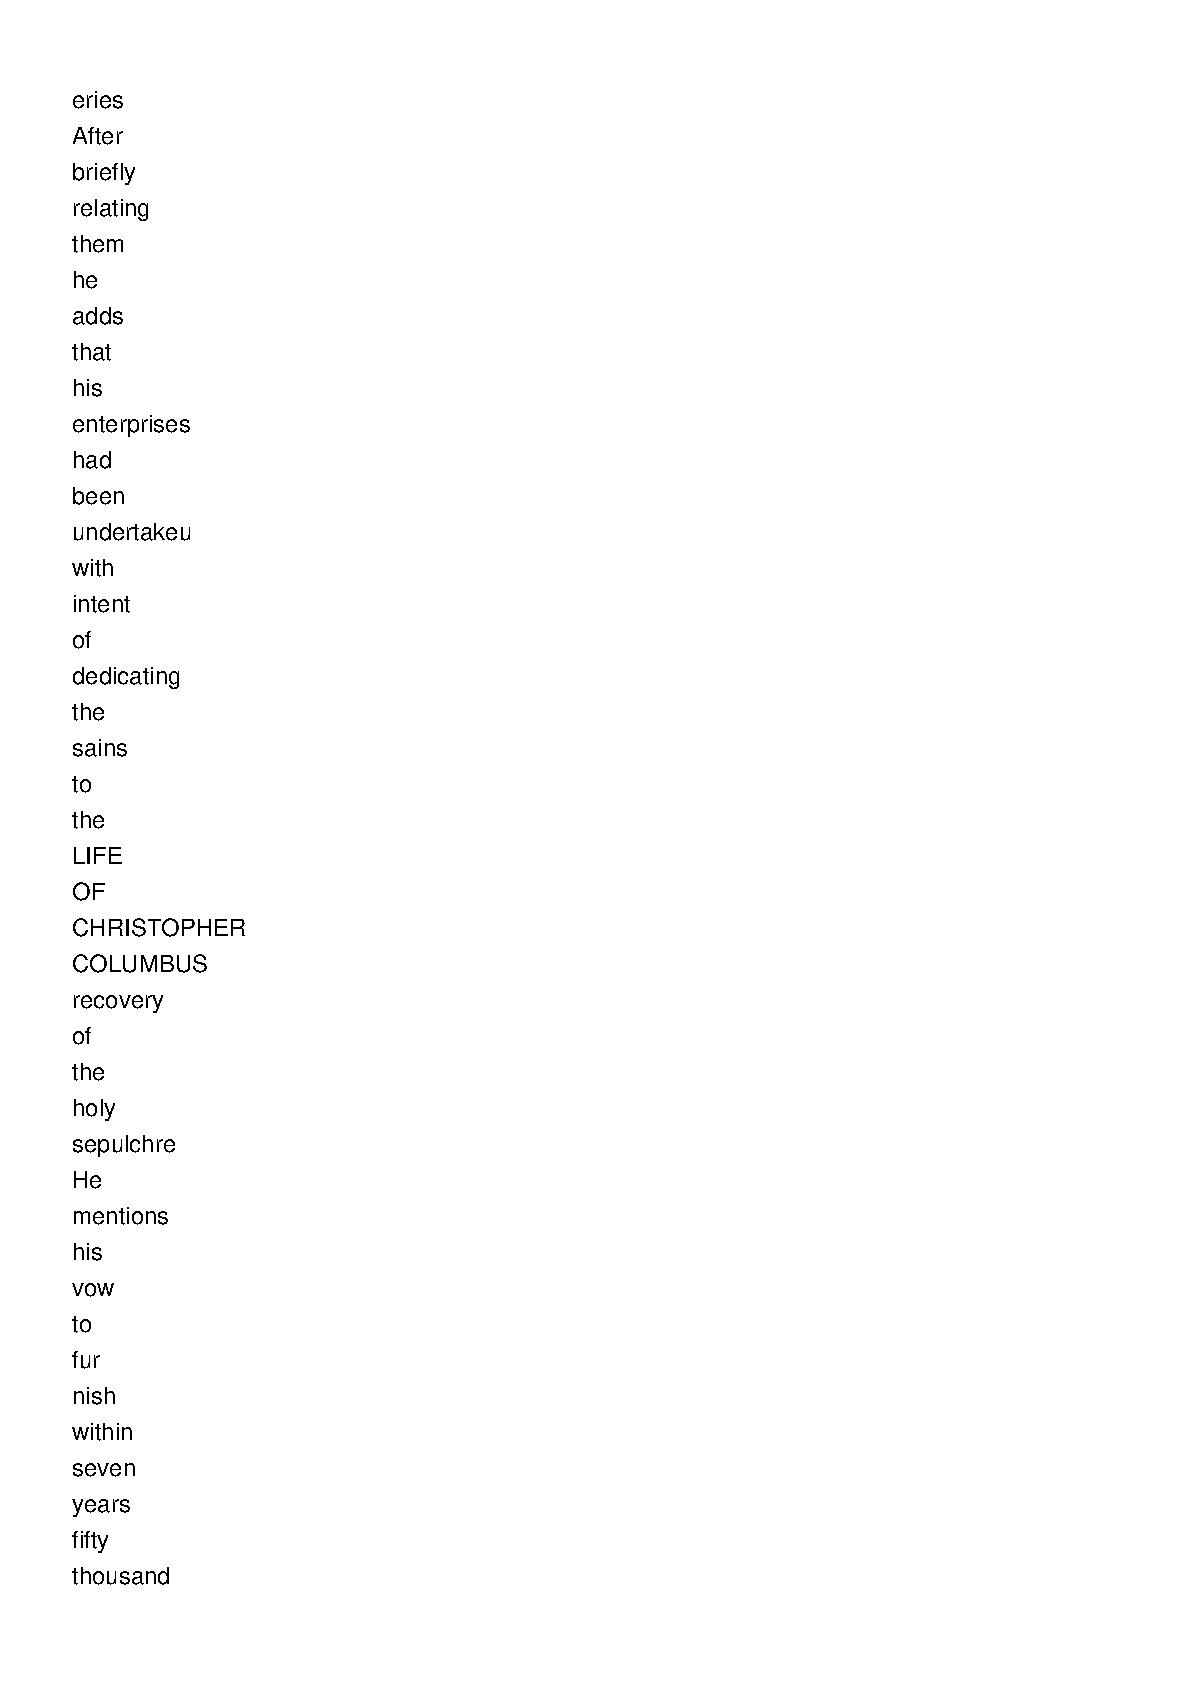 eries
After
briefly
relating
them
he
adds
that
his
enterprises
had
been
undertakeu
with
intent
of
dedicating
the
sains
to
the
LIFE
OF
CHRISTOPHER
COLUMBUS
recovery
of
the
holy
sepulchre
He
mentions
his
vow
to
fur
nish
within
seven
years
fifty
thousand